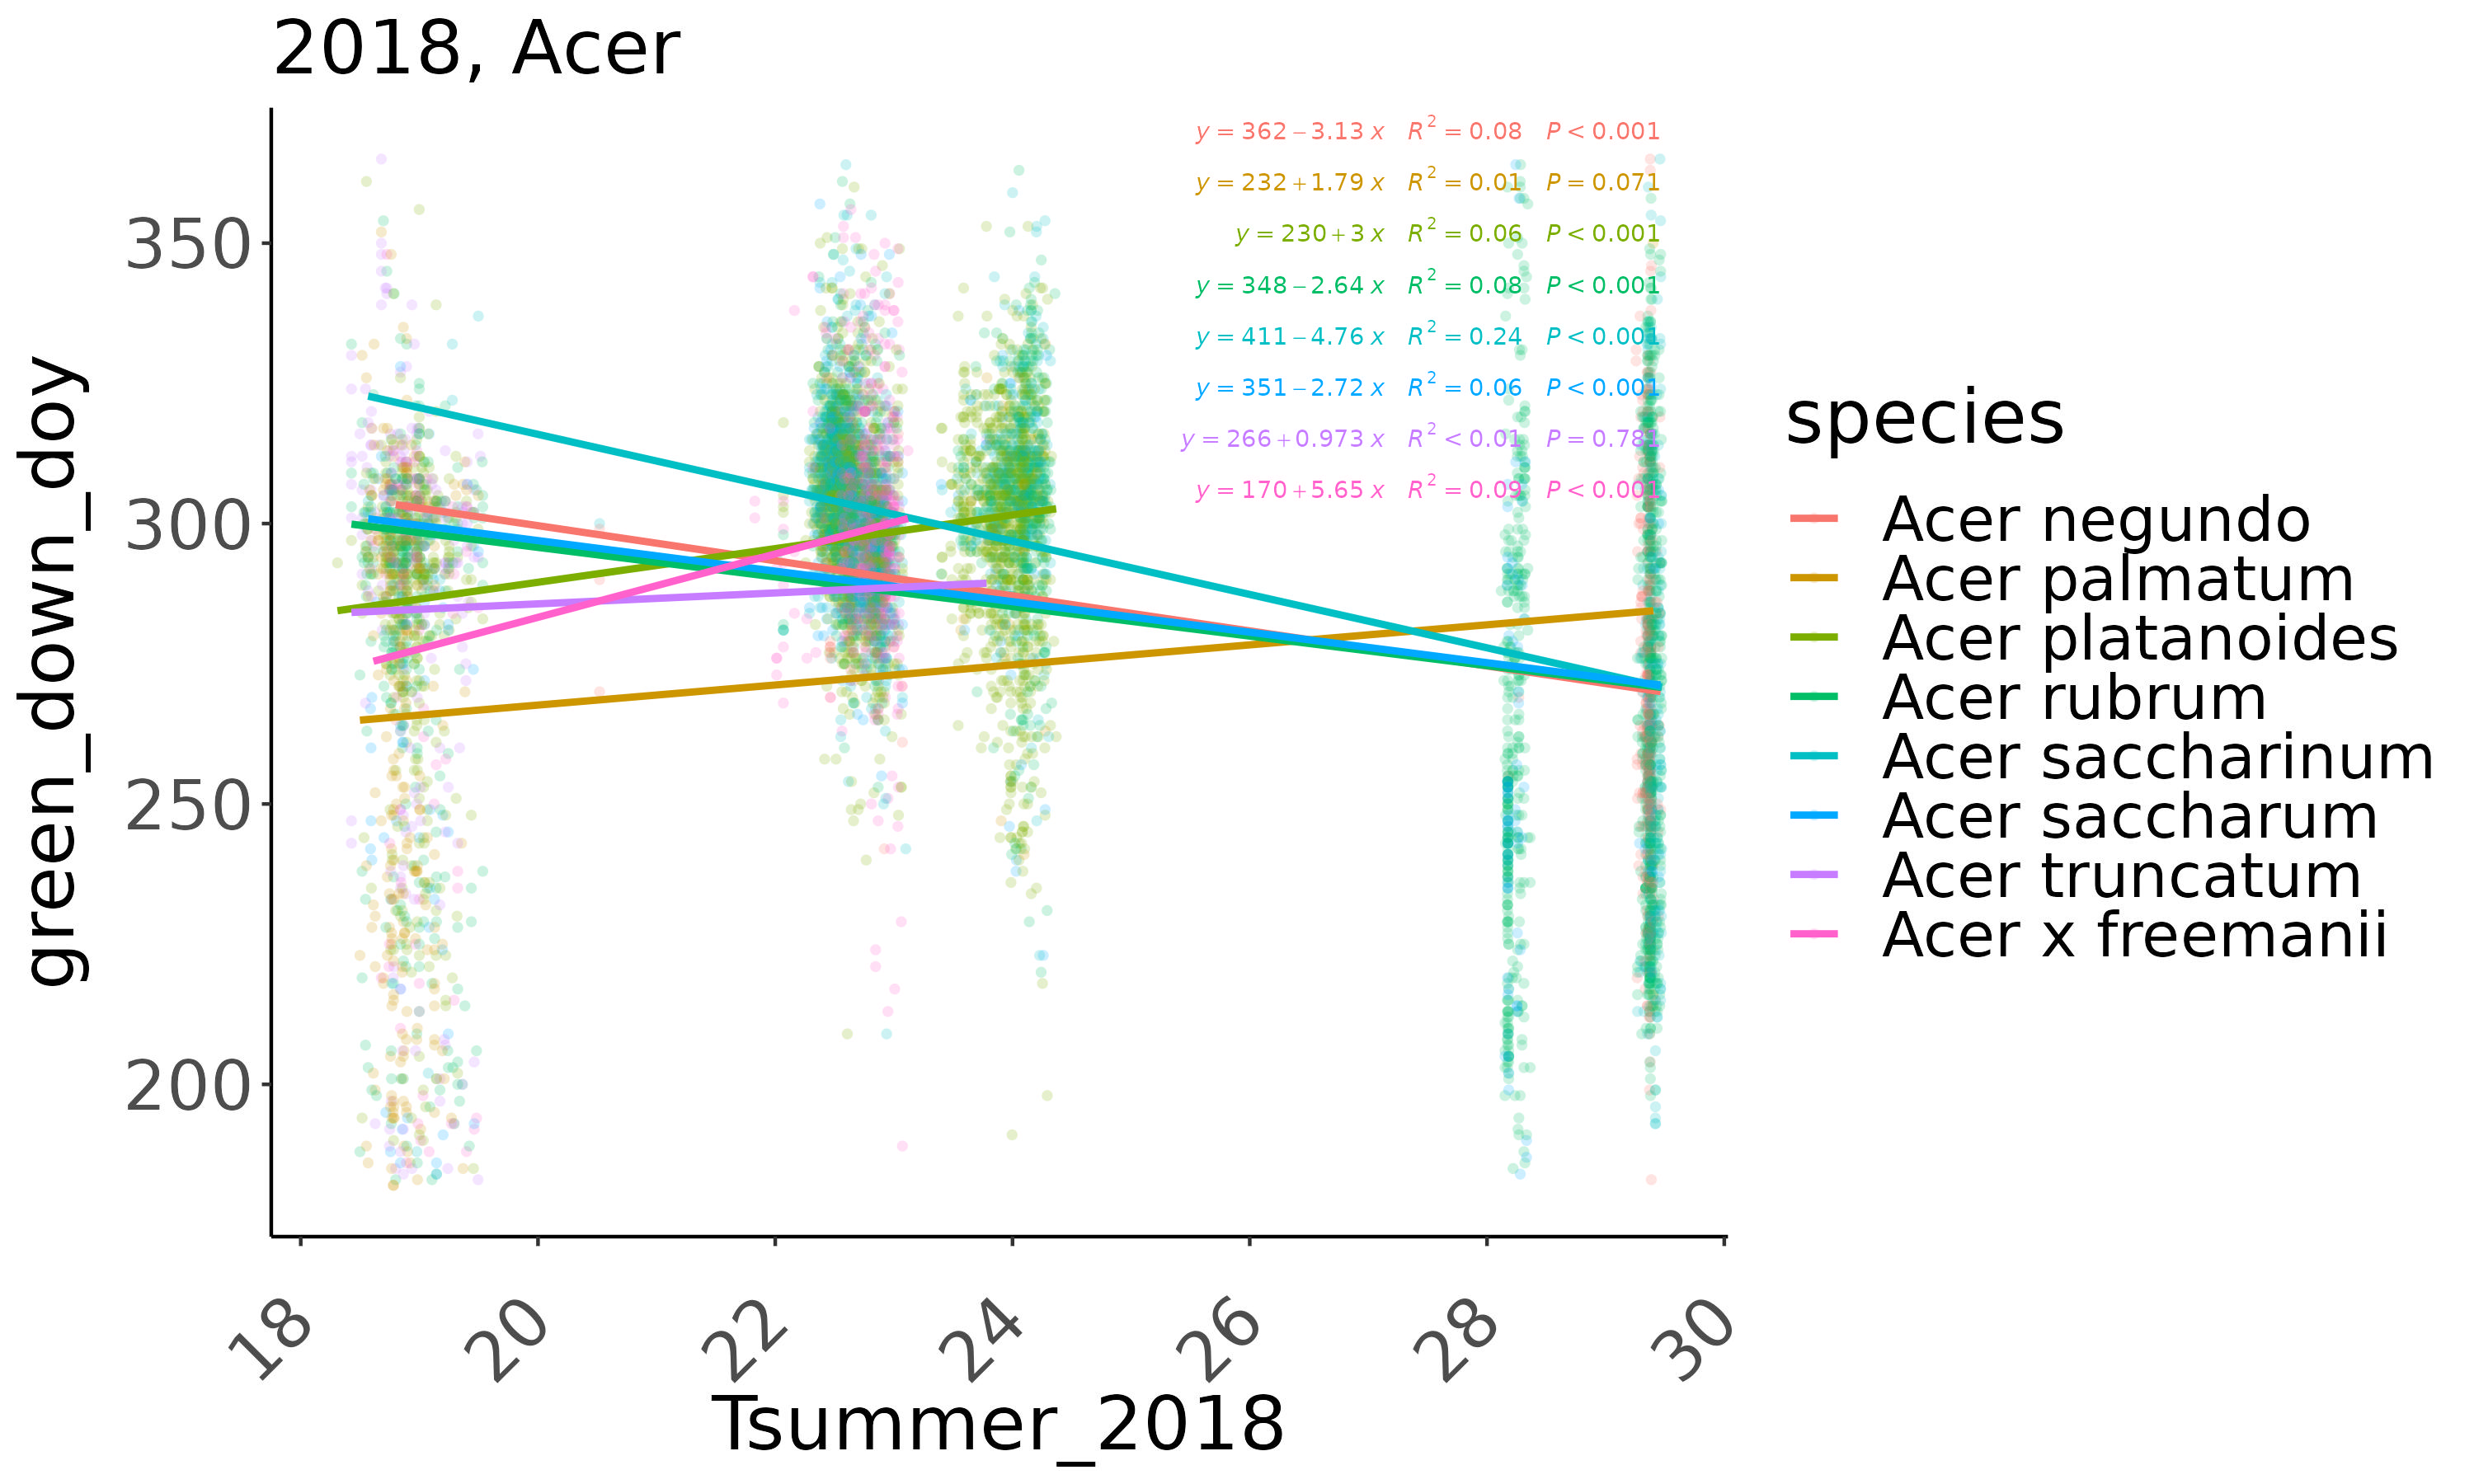 2018, Acer
y = 362 − 3.13 x R² = 0.08 P < 0.001
y = 232 + 1.79 x R² = 0.01 P = 0.071
y = 230 + 3 x R² = 0.06 P < 0.001
y = 348 − 2.64 x R² = 0.08 P < 0.001
y = 411 − 4.76 x R² = 0.24 P < 0.001
y = 351 − 2.72 x R² = 0.06 P < 0.001
y = 266 + 0.973 x R² < 0.01 P = 0.781
y = 170 + 5.65 x R² = 0.09 P < 0.001
green_down_doy
350
300
250
200
18 20 22 24 26 28 30
Tsummer_2018
species
Acer negundo
Acer palmatum
Acer platanoides
Acer rubrum
Acer saccharinum
Acer saccharum
Acer truncatum
Acer x freemanii